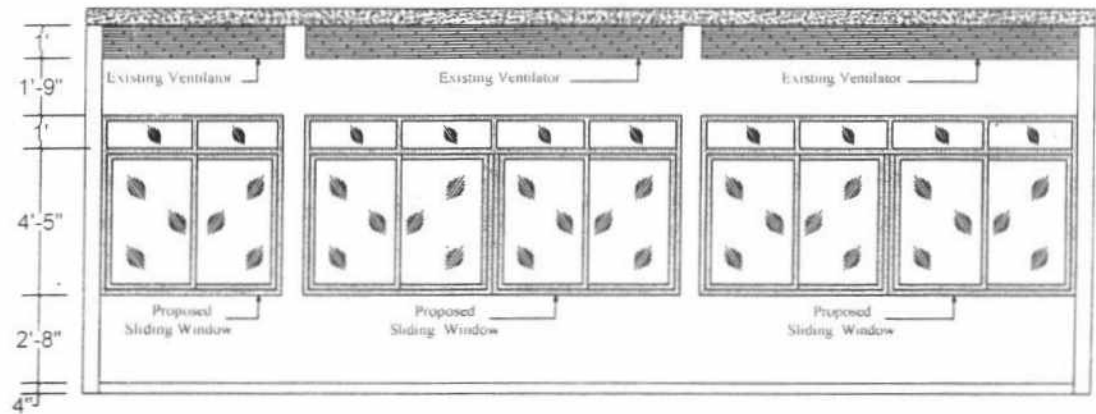 1'
Existing Ventilator
Existing Ventilator
Existing Ventilator
1'-9"
1'
4'-5"
Proposed
Sliding Window
Proposed
Sliding Window
Proposed
Sliding Window
2'-8"
4"